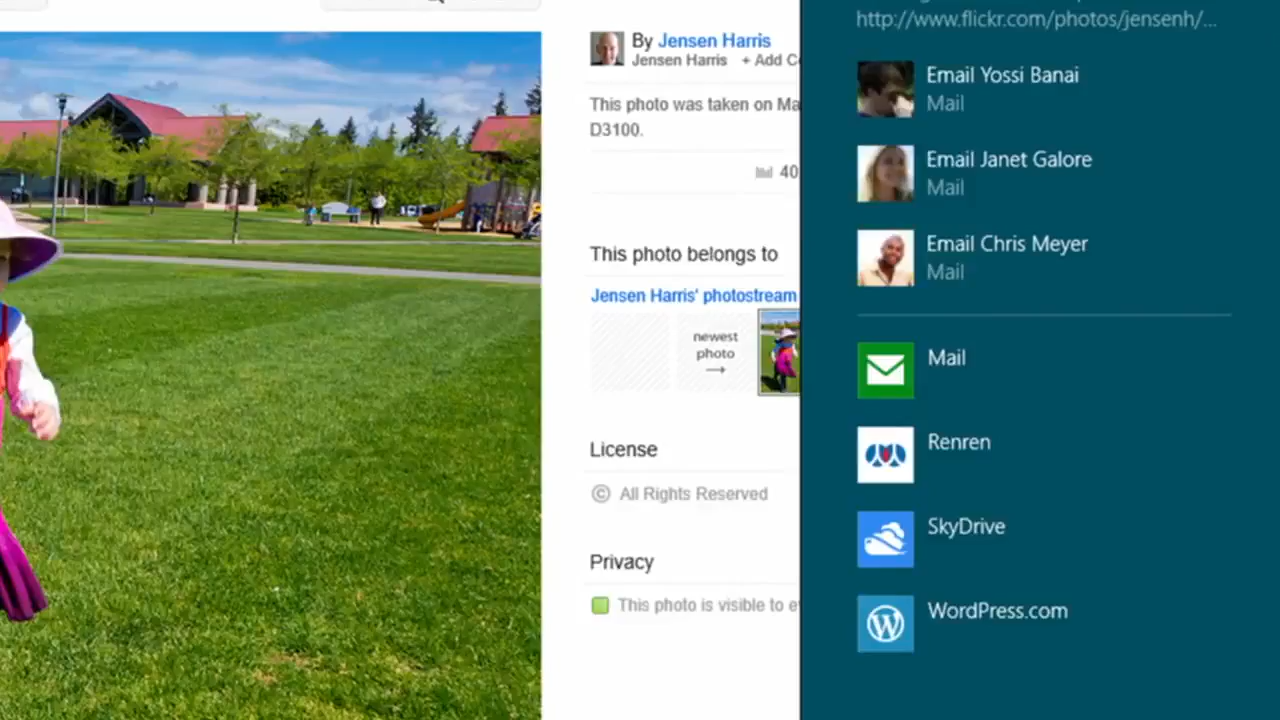 By Jensen Harris
Jensen Harris + Add
This photo was taken on
D3100.
40
This photo belongs to
Jensen Harris' photostream
newest
photo
→
License
© All Rights Reserved
Privacy
This photo is visible to
http://www.flickr.com/photos/jensenh/...
Email Yossi Banai
Mail
Email Janet Galore
Mail
Email Chris Meyer
Mail
Mail
Renren
SkyDrive
WordPress.com